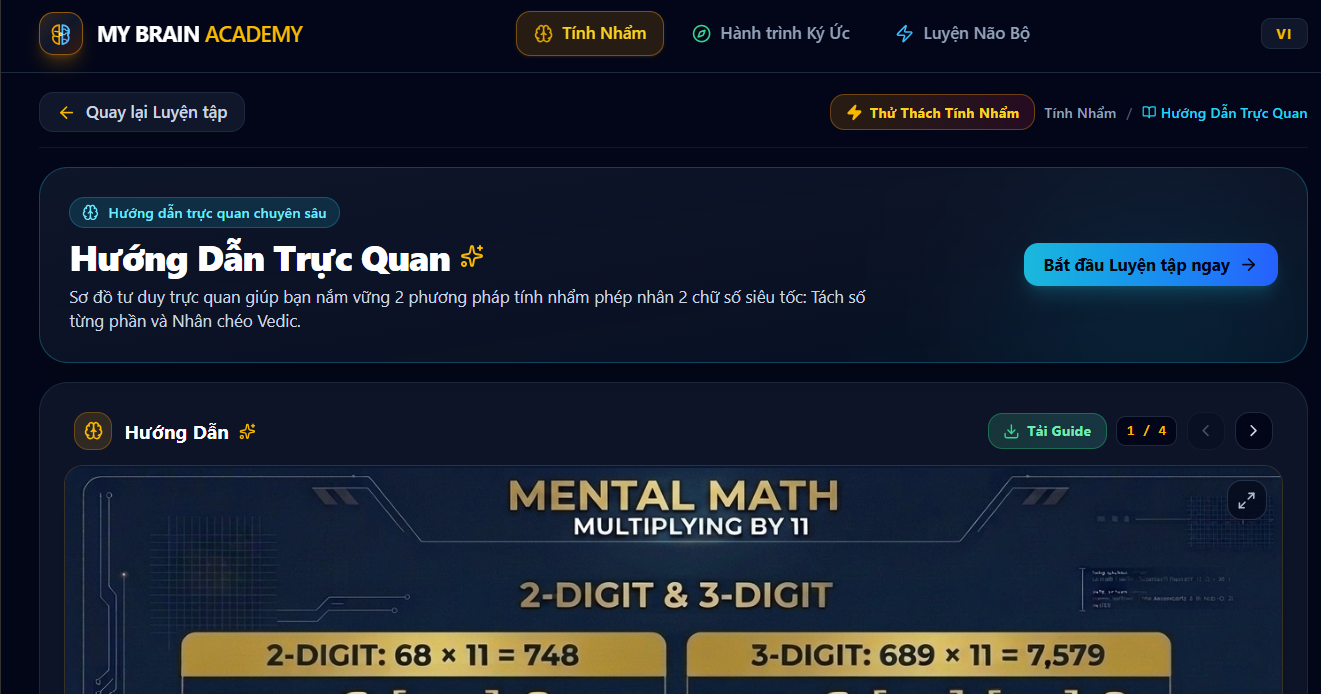 MY BRAIN ACADEMY
Tính Nhẩm
Hành trình Ký Ức
Luyện Não Bộ
VI
Quay lại Luyện tập
Thử Thách Tính Nhẩm
Tính Nhẩm / Hướng Dẫn Trực Quan
Hướng dẫn trực quan chuyên sâu
Hướng Dẫn Trực Quan
Sơ đồ tư duy trực quan giúp bạn nắm vững 2 phương pháp tính nhẩm phép nhân 2 chữ số siêu tốc: Tách số
từng phần và Nhân chéo Vedic.
Bắt đầu Luyện tập ngay
Hướng Dẫn
Tải Guide
1 / 4
MENTAL MATH
MULTIPLYING BY 11
2-DIGIT & 3-DIGIT
2-DIGIT: 68 × 11 = 748
3-DIGIT: 689 × 11 = 7,579